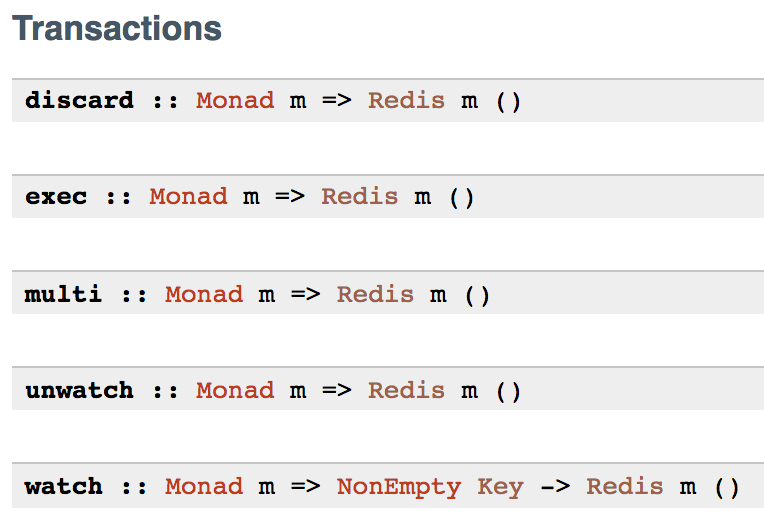 Transactions
discard :: Monad m => Redis m ()
exec :: Monad m => Redis m ()
multi :: Monad m => Redis m ()
unwatch :: Monad m => Redis m ()
watch :: Monad m => NonEmpty Key -> Redis m ()